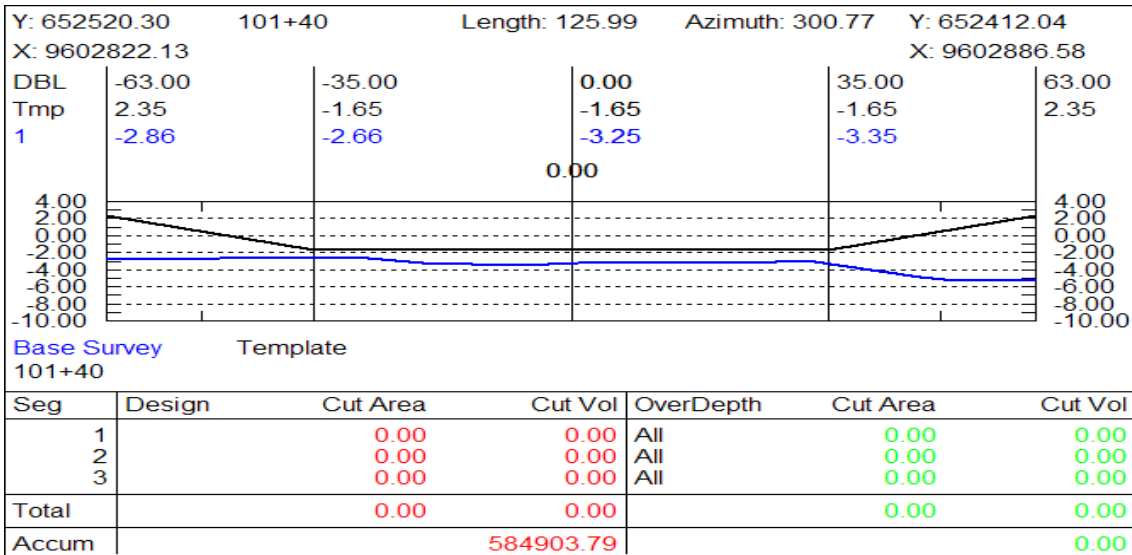 Y: 652520.30 101+40 Length: 125.99 Azimuth: 300.77 Y: 652412.04
X: 9602822.13 X: 9602886.58
DBL -63.00 -35.00 0.00 35.00 63.00
Tmp 2.35 -1.65 -1.65 -1.65 2.35
1 -2.86 -2.66 -3.25 -3.35
0.00
4.00 4.00
2.00 2.00
0.00 0.00
-2.00 -2.00
-4.00 -4.00
-6.00 -6.00
-8.00 -8.00
-10.00 -10.00
Base Survey Template
101+40
Seg Design Cut Area Cut Vol OverDepth Cut Area Cut Vol
1 0.00 0.00 All 0.00 0.00
2 0.00 0.00 All 0.00 0.00
3 0.00 0.00 All 0.00 0.00
Total 0.00 0.00 0.00 0.00
Accum 584903.79 0.00